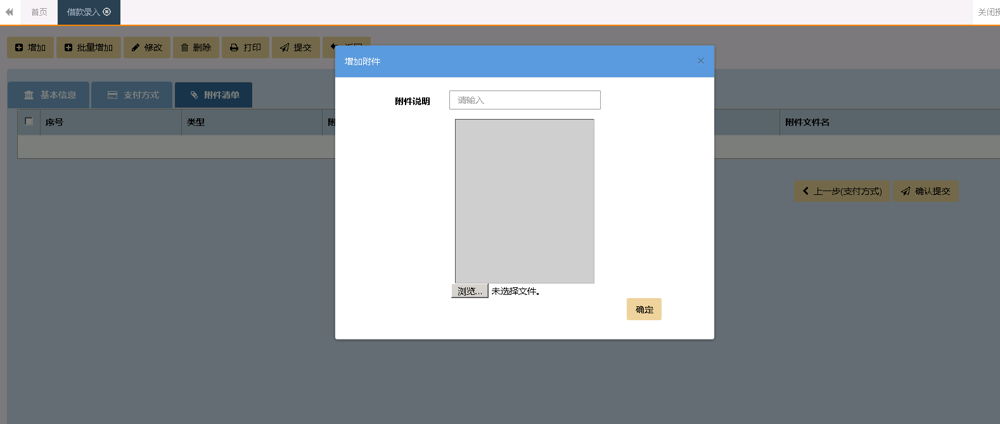 首页
借款录入
关闭
增加
批量增加
修改
删除
打印
提交
增加附件
×
基本信息
支付方式
附件清单
附件说明
请输入
序号
类型
附
附件文件名
上一步(支付方式)
确认提交
浏览...
未选择文件。
确定